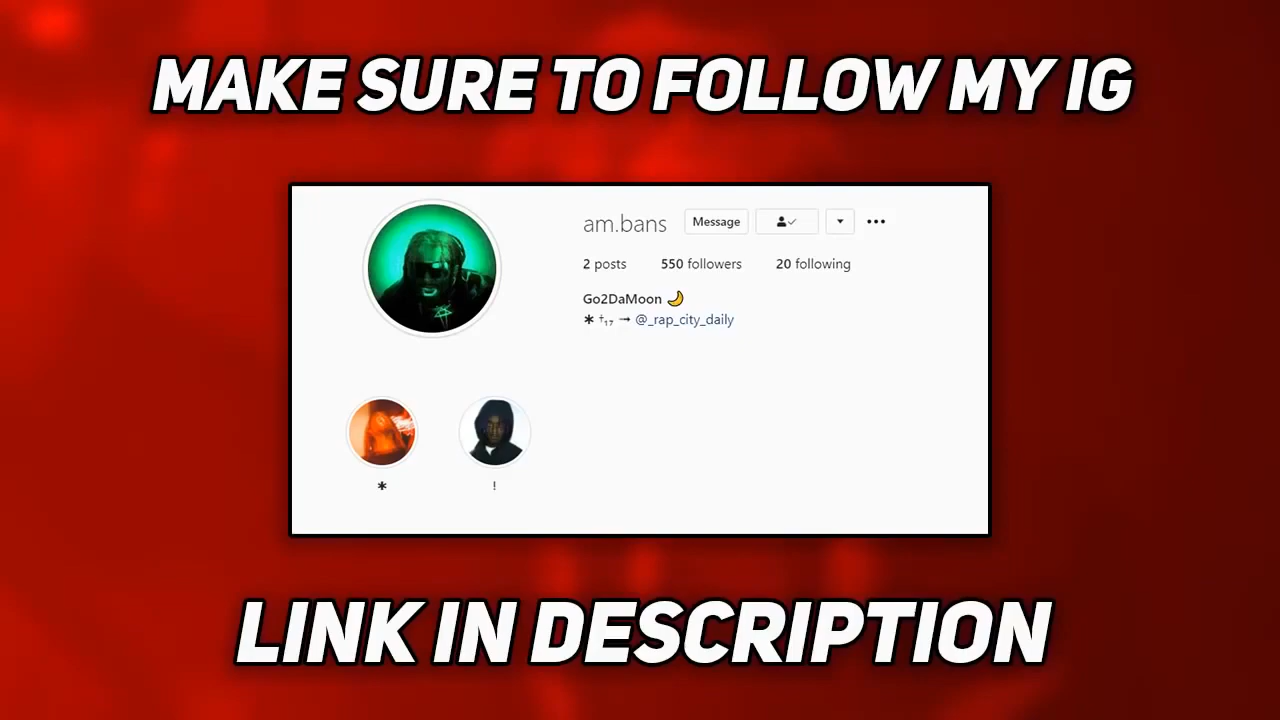 MAKE SURE TO FOLLOW MY IG
am.bans Message
2 posts 550 followers 20 following
Go2DaMoon 🌙
* †₁₇ → @_rap_city_daily
* !
LINK IN DESCRIPTION